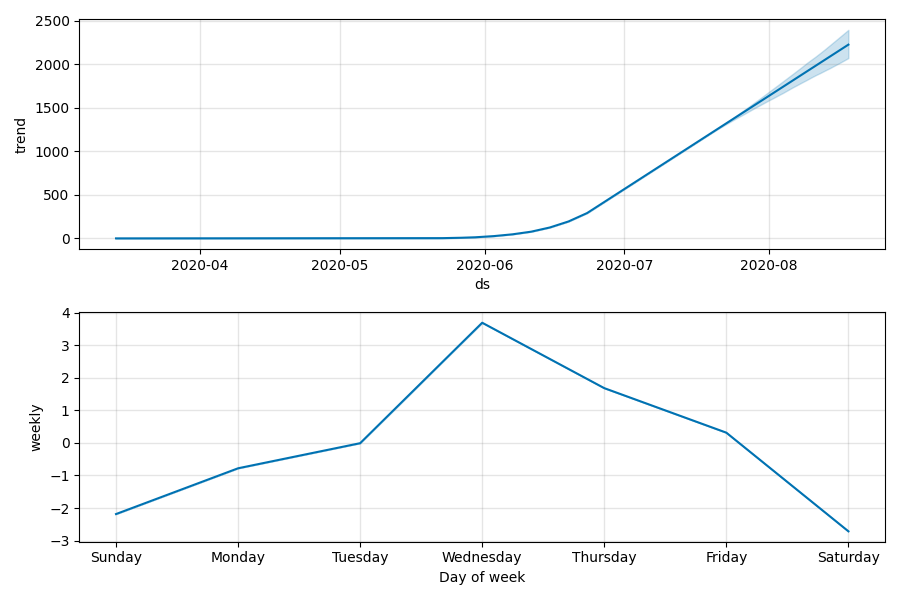 2500
2000
1500
1000
500
0
trend
2020-04 2020-05 2020-06 2020-07 2020-08
ds
4
3
2
1
0
−1
−2
−3
weekly
Sunday Monday Tuesday Wednesday Thursday Friday Saturday
Day of week